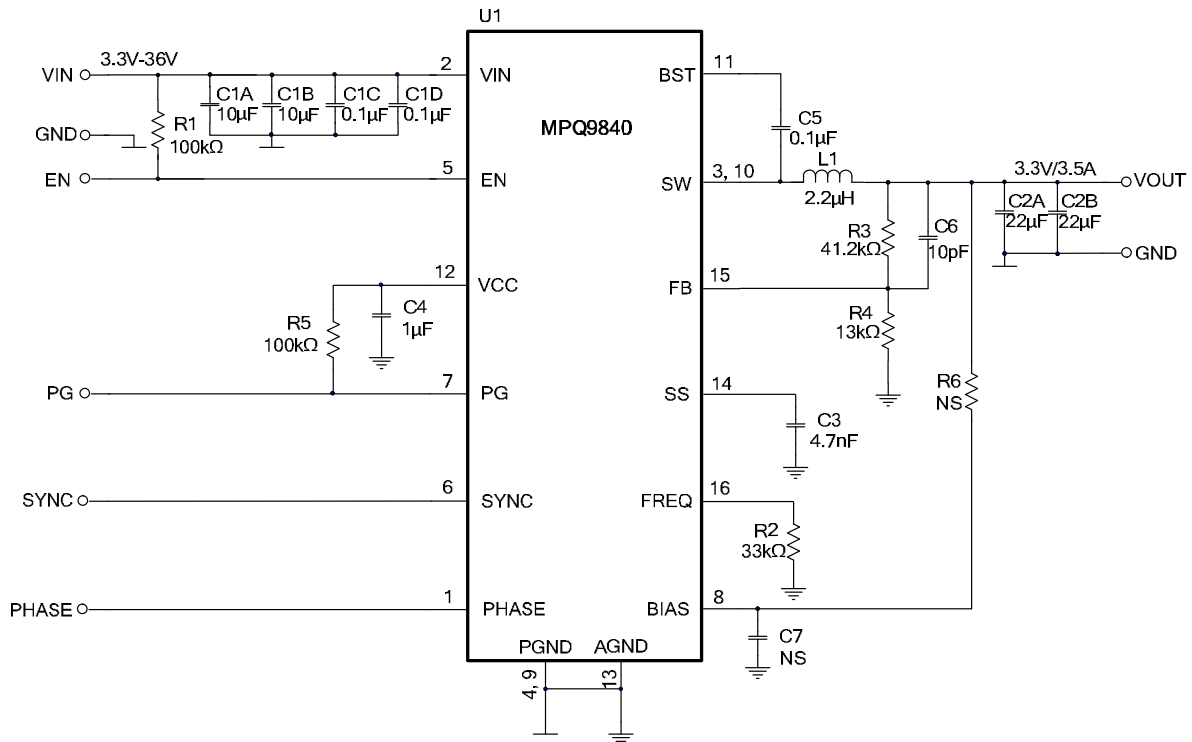 U1
VIN
3.3V-36V
2
VIN
C1A
10µF
C1B
10µF
C1C
0.1µF
C1D
0.1µF
GND
R1
100kΩ
EN
5
EN
MPQ9840
BST
11
C5
0.1µF
SW
3, 10
L1
2.2µH
3.3V/3.5A
VOUT
C2A
22µF
C2B
22µF
GND
R3
41.2kΩ
C6
10pF
FB
15
R4
13kΩ
12
VCC
C4
1µF
R5
100kΩ
PG
7
PG
SS
14
C3
4.7nF
R6
NS
SYNC
6
SYNC
FREQ
16
R2
33kΩ
PHASE
1
PHASE
BIAS
8
C7
NS
PGND
AGND
4, 9
13